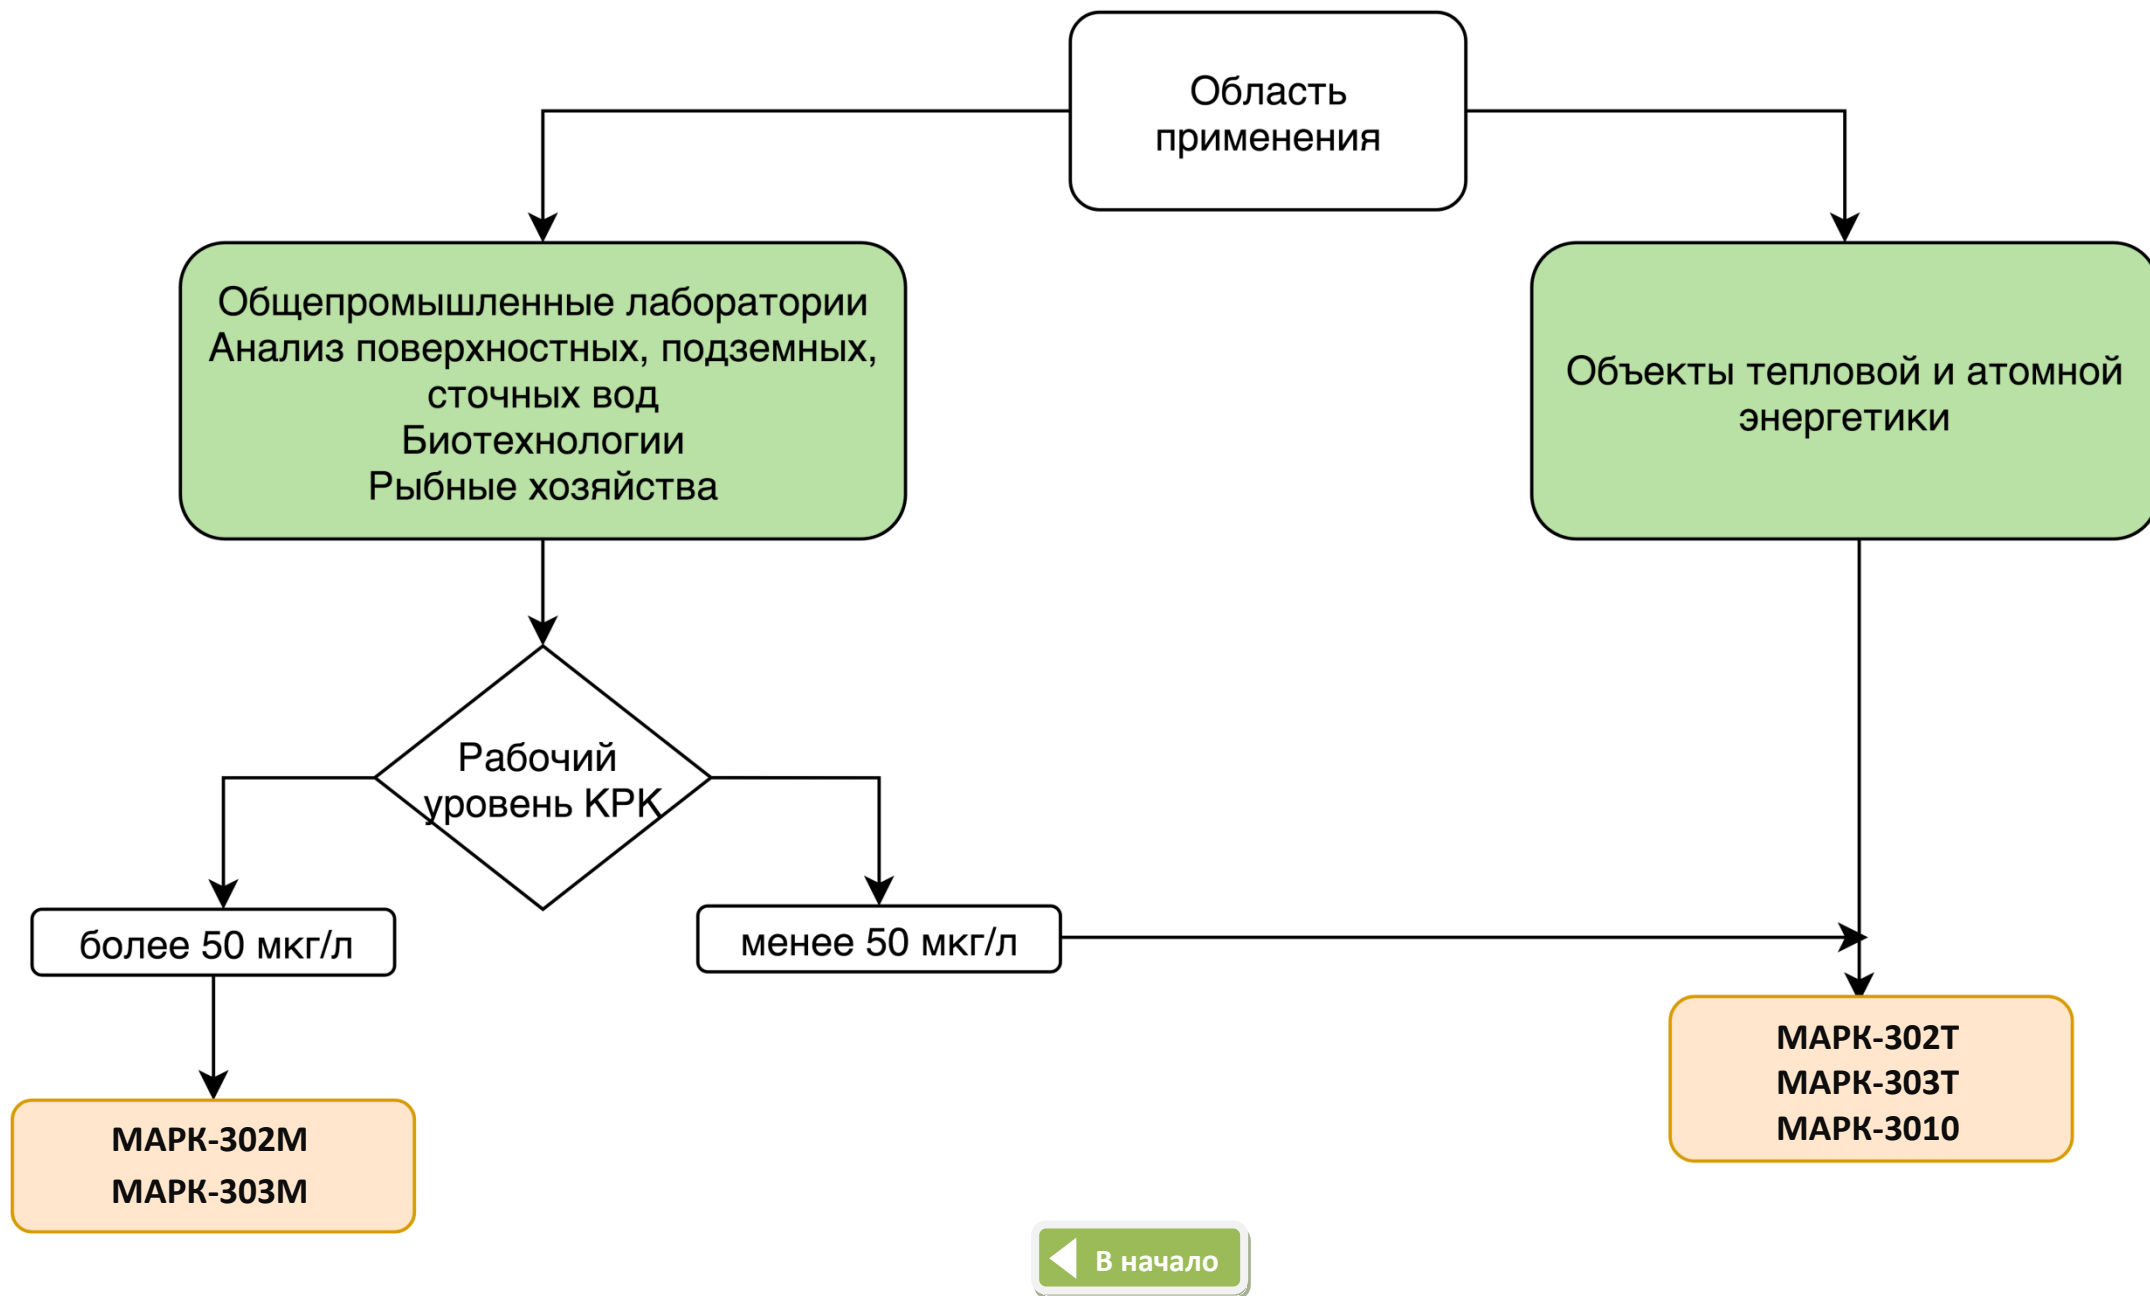 Область
применения
Общепромышленные лаборатории
Анализ поверхностных, подземных,
сточных вод
Биотехнологии
Рыбные хозяйства
Объекты тепловой и атомной
энергетики
Рабочий
уровень КРК
более 50 мкг/л
менее 50 мкг/л
МАРК-302Т
МАРК-303Т
МАРК-3010
МАРК-302М
МАРК-303М
В начало